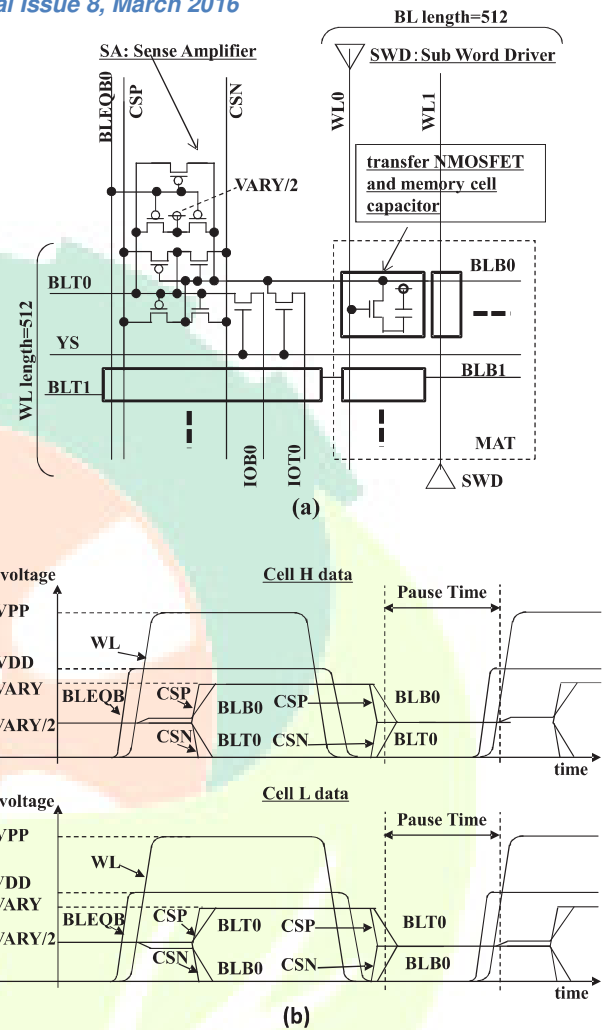 al Issue 8, March 2016
BL length=512
SA: Sense Amplifier
SWD:Sub Word Driver
BLEQB0
CSP
CSN
WL0
WL1
transfer NMOSFET
and memory cell
capacitor
VARY/2
BLB0
BLT0
WL length=512
YS
BLT1
BLB1
MAT
IOB0
IOT0
SWD
(a)
voltage
Cell H data
Pause Time
VPP
WL
VDD
VARY
BLEQB
CSP
BLB0
CSP
BLB0
VARY/2
CSN
BLT0
CSN
BLT0
time
voltage
Cell L data
Pause Time
VPP
WL
VDD
VARY
BLEQB
CSP
BLT0
CSP
BLT0
VARY/2
CSN
BLB0
CSN
BLB0
time
(b)